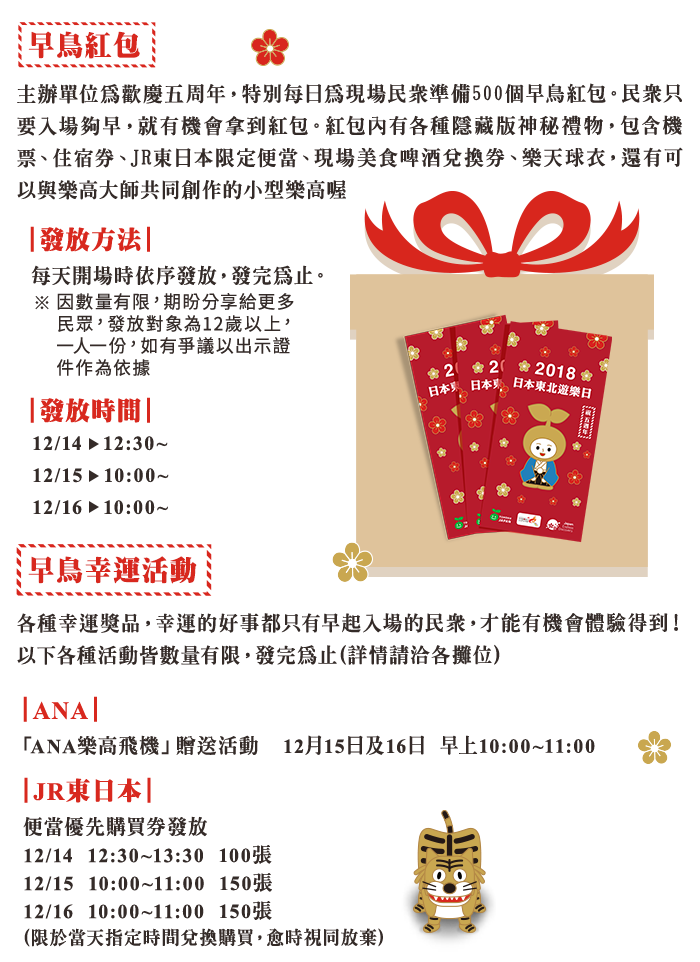 早鳥紅包
主辦單位為歡慶五周年，特別每日為現場民眾準備500個早鳥紅包。民眾只
要入場夠早，就有機會拿到紅包。紅包內有各種隱藏版神秘禮物，包含機
票、住宿券、JR東日本限定便當、現場美食啤酒兌換券、樂天球衣，還有可
以與樂高大師共同創作的小型樂高喔
|發放方法|
每天開場時依序發放，發完為止。
※ 因數量有限，期盼分享給更多
民眾，發放對象為12歲以上，
一人一份，如有爭議以出示證
件作為依據
|發放時間|
12/14▶12:30~
12/15▶10:00~
12/16▶10:00~
2018
日本東北遊樂日
早鳥幸運活動
各種幸運獎品，幸運的好事都只有早起入場的民眾，才能有機會體驗得到！
以下各種活動皆數量有限，發完為止(詳情請洽各攤位)
|ANA|
「ANA樂高飛機」贈送活動 12月15日及16日 早上10:00~11:00
|JR東日本|
便當優先購買券發放
12/14 12:30~13:30 100張
12/15 10:00~11:00 150張
12/16 10:00~11:00 150張
(限於當天指定時間兌換購買，愈時視同放棄)